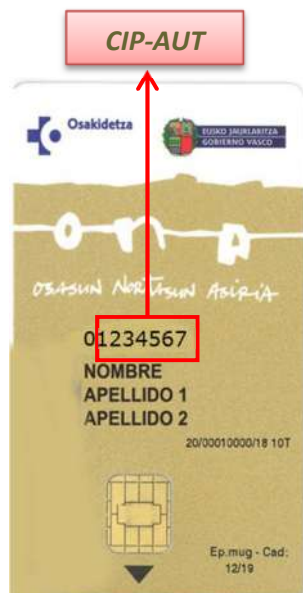 CIP-AUT
Osakidetza
EUSKO JAURLARITZA
GOBIERNO VASCO
ona
OSASUN NORTASUN AGIRIA
01234567
NOMBRE
APELLIDO 1
APELLIDO 2
20/00010000/18 10T
Ep.mug - Cad:
12/19